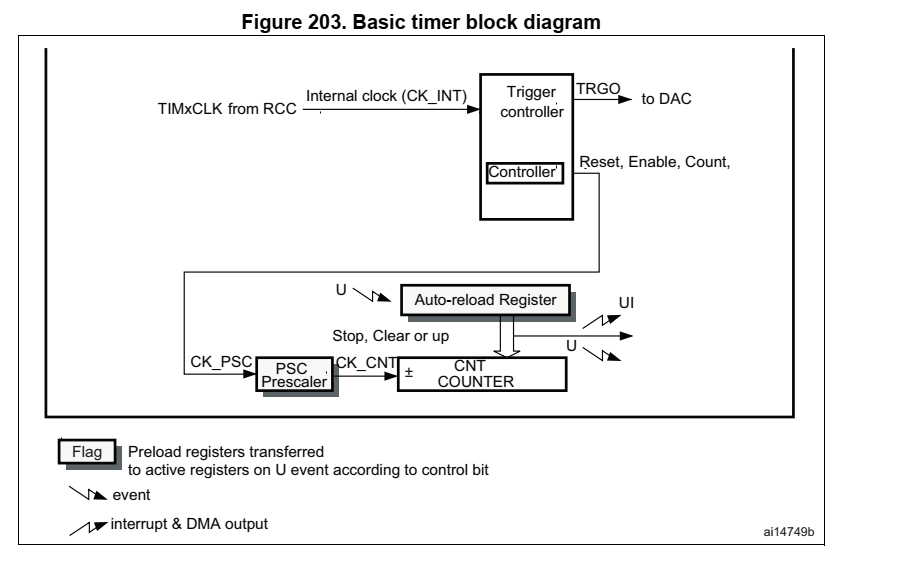 Figure 203. Basic timer block diagram
Internal clock (CK_INT)
TIMxCLK from RCC
Trigger
controller
TRGO
to DAC
Controller
Reset, Enable, Count,
U
Auto-reload Register
UI
Stop, Clear or up
U
CK_PSC
PSC
Prescaler
CK_CNT
±
CNT
COUNTER
Flag
Preload registers transferred
to active registers on U event according to control bit
event
interrupt & DMA output
ai14749b